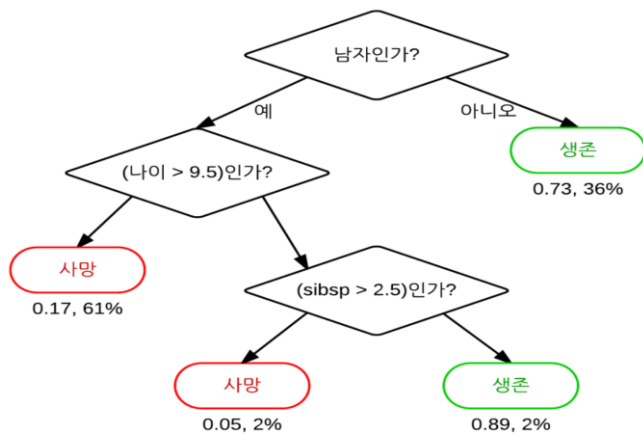 남자인가?
예
아니오
(나이 > 9.5)인가?
생존
0.73, 36%
사망
0.17, 61%
(sibsp > 2.5)인가?
사망
0.05, 2%
생존
0.89, 2%